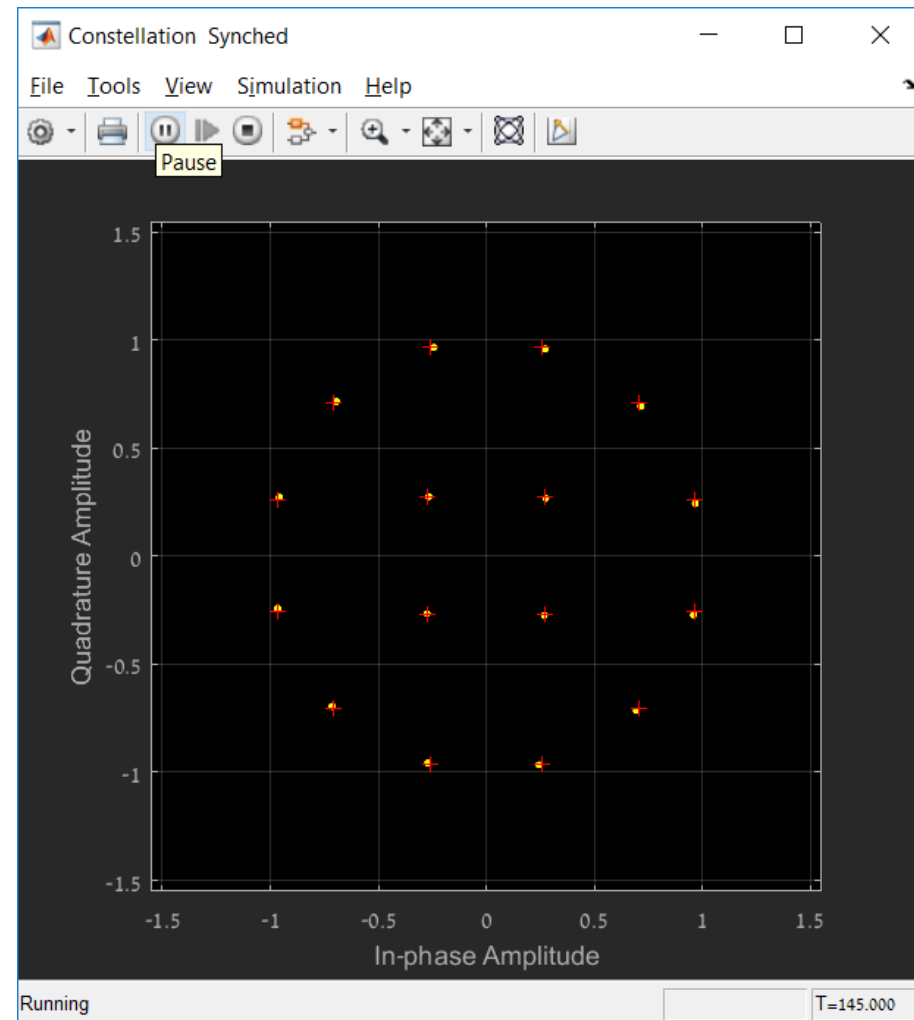 Constellation Synched
File Tools View Simulation Help
Pause
1.5
1
0.5
0
-0.5
-1
-1.5
Quadrature Amplitude
-1.5 -1 -0.5 0 0.5 1 1.5
In-phase Amplitude
Running T=145.000